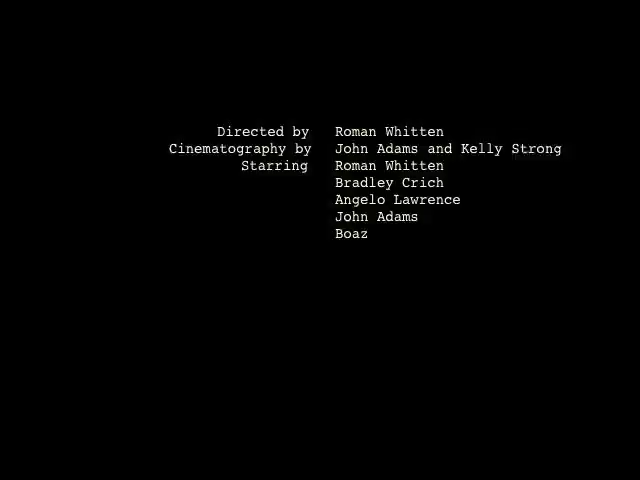 Directed by Roman Whitten
Cinematography by John Adams and Kelly Strong
Starring Roman Whitten
Bradley Crich
Angelo Lawrence
John Adams
Boaz